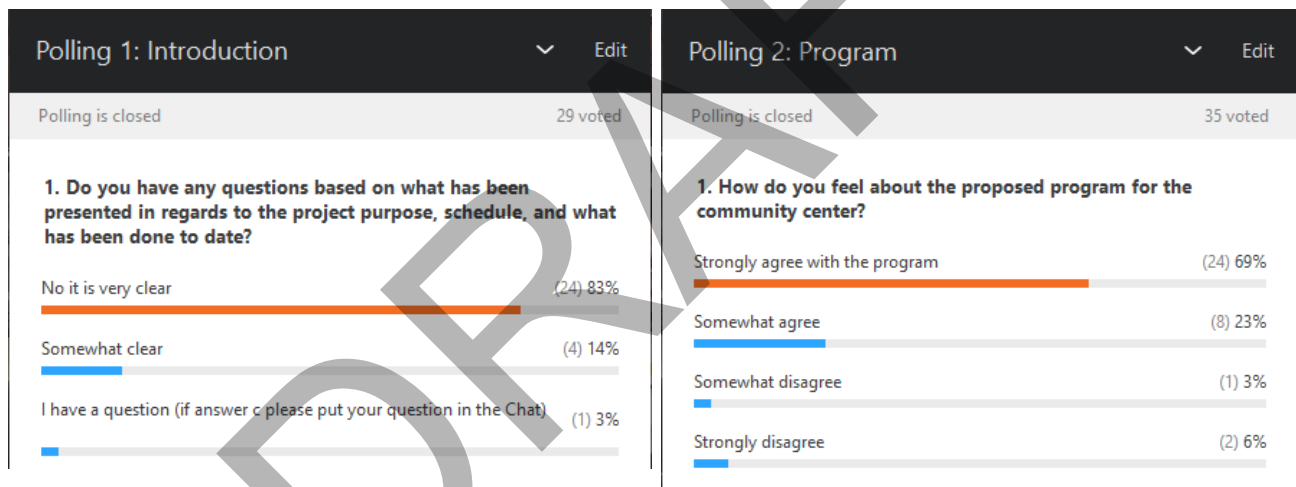 Polling 1: Introduction
Edit
Polling is closed
29 voted
1. Do you have any questions based on what has been
presented in regards to the project purpose, schedule, and what
has been done to date?
No it is very clear
(24) 83%
Somewhat clear
(4) 14%
I have a question (if answer c please put your question in the Chat)
(1) 3%
Polling 2: Program
Edit
Polling is closed
35 voted
1. How do you feel about the proposed program for the
community center?
Strongly agree with the program
(24) 69%
Somewhat agree
(8) 23%
Somewhat disagree
(1) 3%
Strongly disagree
(2) 6%
DRAF